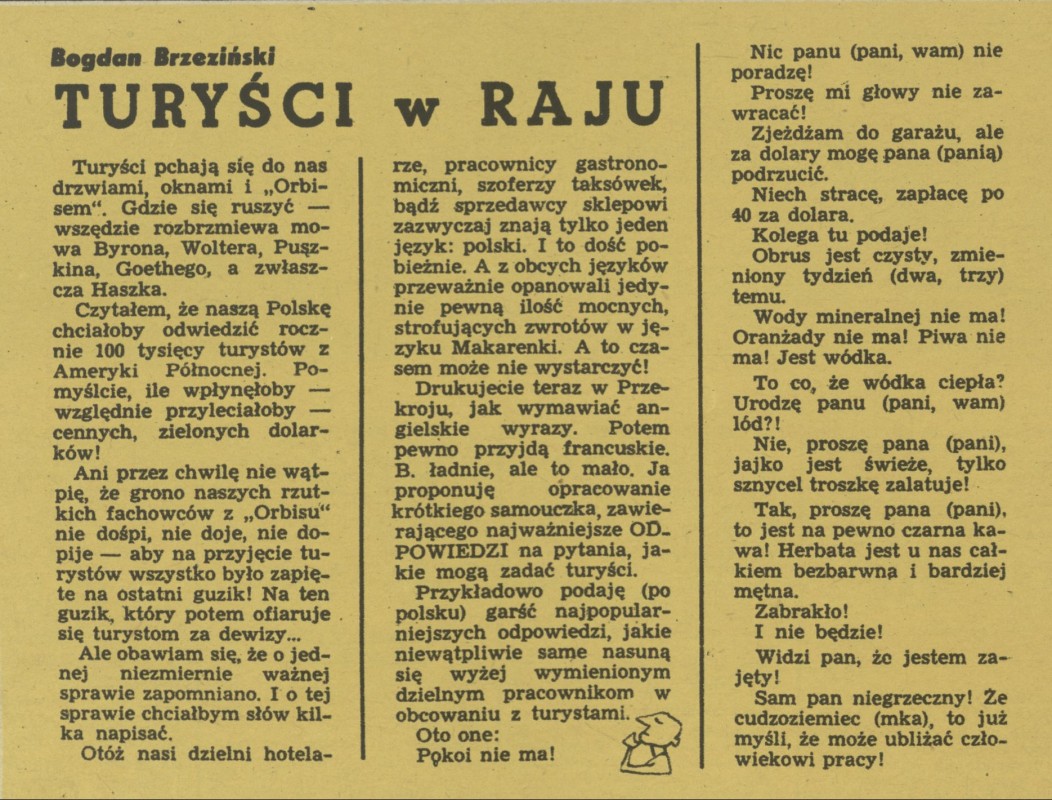 Bogdan Brzeziński
TURYŚCI w RAJU
Turyści pchają się do nas
drzwiami, oknami i „Orbi-
sem“. Gdzie się ruszyć —
wszędzie rozbrzmiewa mo-
wa Byrona, Woltera, Pusz-
kina, Goethego, a zwłasz-
cza Haszka.
Czytałem, że naszą Polskę
chciałoby odwiedzić rocz-
nie 100 tysięcy turystów z
Ameryki Północnej. Po-
myślcie, ile wpłynęłoby —
względnie przyleciałoby —
cennych, zielonych dolar-
ków!
Ani przez chwilę nie wąt-
pię, że grono naszych rzut-
kich fachowców z „Orbisu“
nie dośpi, nie doje, nie do-
pije — aby na przyjęcie tu-
rystów wszystko było zapię-
te na ostatni guzik! Na ten
guzik, który potem ofiaruje
się turystom za dewizy...
Ale obawiam się, że o jed-
nej niezmiernie ważnej
sprawie zapomniano. I o tej
sprawie chciałbym słów kil-
ka napisać.
Otóż nasi dzielni hotela-
rze, pracownicy gastrono-
miczni, szoferzy taksówek,
bądź sprzedawcy sklepowi
zazwyczaj znają tylko jeden
język: polski. I to dość po-
bieżnie. A z obcych języków
przeważnie opanowali jedy-
nie pewną ilość mocnych,
strofujących zwrotów w ję-
zyku Makarenki. A to cza-
sem może nie wystarczyć!
Drukujecie teraz w Prze-
kroju, jak wymawiać an-
gielskie wyrazy. Potem
pewno przyjdą francuskie.
B. ładnie, ale to mało. Ja
proponuję opracowanie
krótkiego samouczka, zawie-
rającego najważniejsze OD-
POWIEDZI na pytania, ja-
kie mogą zadać turyści.
Przykładowo podaję (po
polsku) garść najpopular-
niejszych odpowiedzi, jakie
niewątpliwie same nasuną
się wyżej wymienionym
dzielnym pracownikom w
obcowaniu z turystami.
Oto one:
Pokoi nie ma!
Nic panu (pani, wam) nie
poradzę!
Proszę mi głowy nie za-
wracać!
Zjeżdżam do garażu, ale
za dolary mogę pana (panią)
podrzucić.
Niech stracę, zapłacę po
40 za dolara.
Kolega tu podaje!
Obrus jest czysty, zmie-
niony tydzień (dwa, trzy)
temu.
Wody mineralnej nie ma!
Oranżady nie ma! Piwa nie
ma! Jest wódka.
To co, że wódka ciepła?
Urodzę panu (pani, wam)
lód?!
Nie, proszę pana (pani),
jajko jest świeże, tylko
sznycel troszkę zalatuje!
Tak, proszę pana (pani),
to jest na pewno czarna ka-
wa! Herbata jest u nas cał-
kiem bezbarwna i bardziej
mętna.
Zabrakło!
I nie będzie!
Widzi pan, że jestem za-
jęty!
Sam pan niegrzeczny! Że
cudzoziemiec (mka), to już
myśli, że może ubliżać czło-
wiekowi pracy!